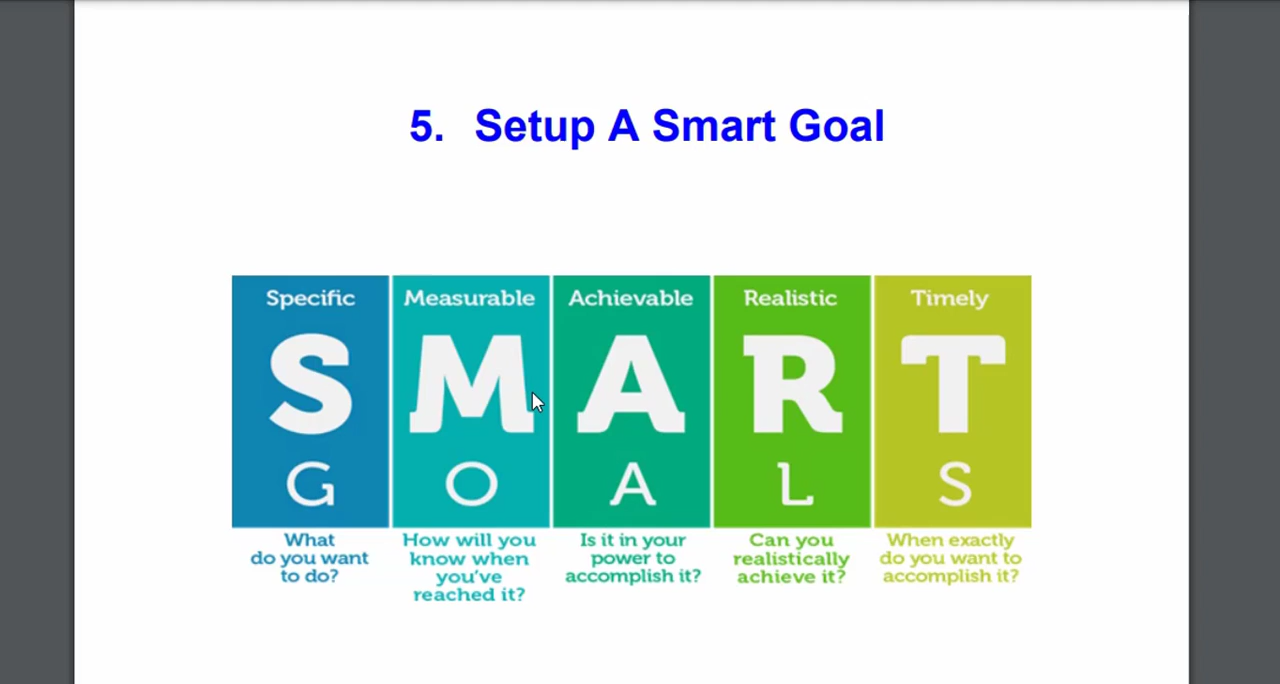 5. Setup A Smart Goal
Specific Measurable Achievable Realistic Timely
S M A R T
G O A L S
What
do you want
to do?
How will you
know when
you've
reached it?
Is it in your
power to
accomplish it?
Can you
realistically
achieve it?
When exactly
do you want to
accomplish it?